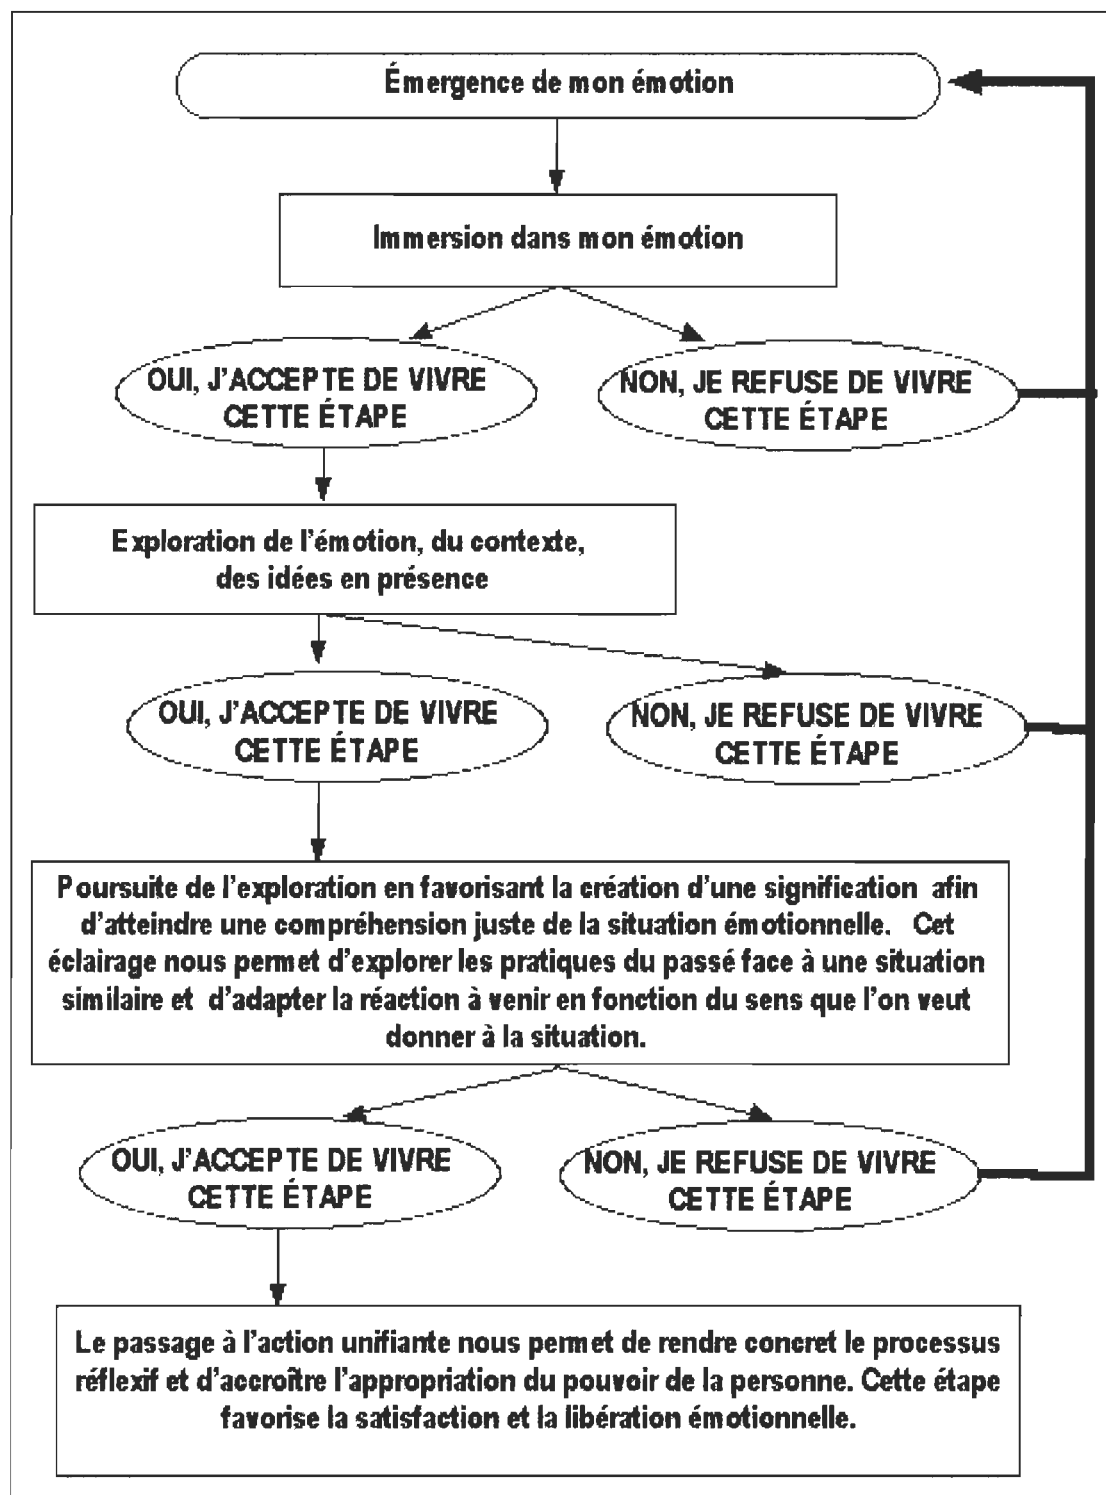 Émergence de mon émotion
Immersion dans mon émotion
OUI, J'ACCEPTE DE VIVRE
CETTE ÉTAPE
NON, JE REFUSE DE VIVRE
CETTE ÉTAPE
Exploration de l'émotion, du contexte,
des idées en présence
OUI, J'ACCEPTE DE VIVRE
CETTE ÉTAPE
NON, JE REFUSE DE VIVRE
CETTE ÉTAPE
Poursuite de l'exploration en favorisant la création d'une signification afin
d'atteindre une compréhension juste de la situation émotionnelle. Cet
éclairage nous permet d'explorer les pratiques du passé face à une situation
similaire et d'adapter la réaction à venir en fonction du sens que l'on veut
donner à la situation.
OUI, J'ACCEPTE DE VIVRE
CETTE ÉTAPE
NON, JE REFUSE DE VIVRE
CETTE ÉTAPE
Le passage à l'action unifiante nous permet de rendre concret le processus
réflexif et d'accroître l'appropriation du pouvoir de la personne. Cette étape
favorise la satisfaction et la libération émotionnelle.